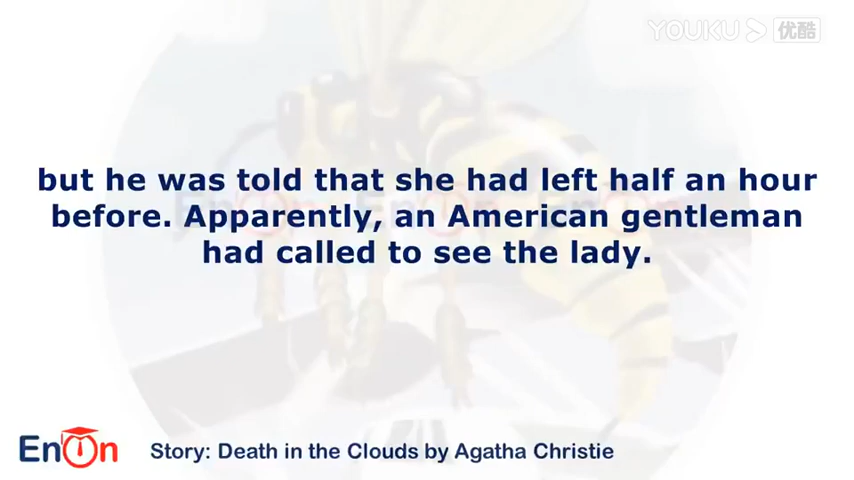 YOUKU 优酷
but he was told that she had left half an hour
before. Apparently, an American gentleman
had called to see the lady.
EnOn
Story: Death in the Clouds by Agatha Christie